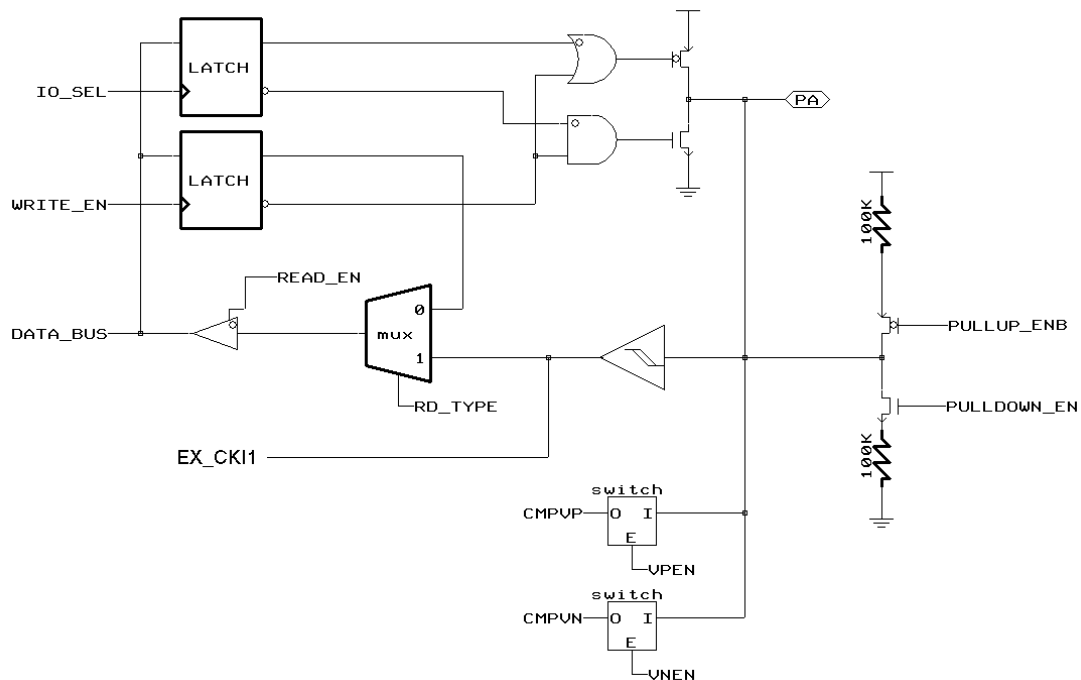 LATCH
IO_SEL
PA
LATCH
WRITE_EN
100K
READ_EN
0
DATA_BUS
mux
PULLUP_ENB
1
RD_TYPE
PULLDOWN_EN
EX_CKI1
100K
switch
CMPVP O I
E
VPEN
switch
CMPVN O I
E
VNEN